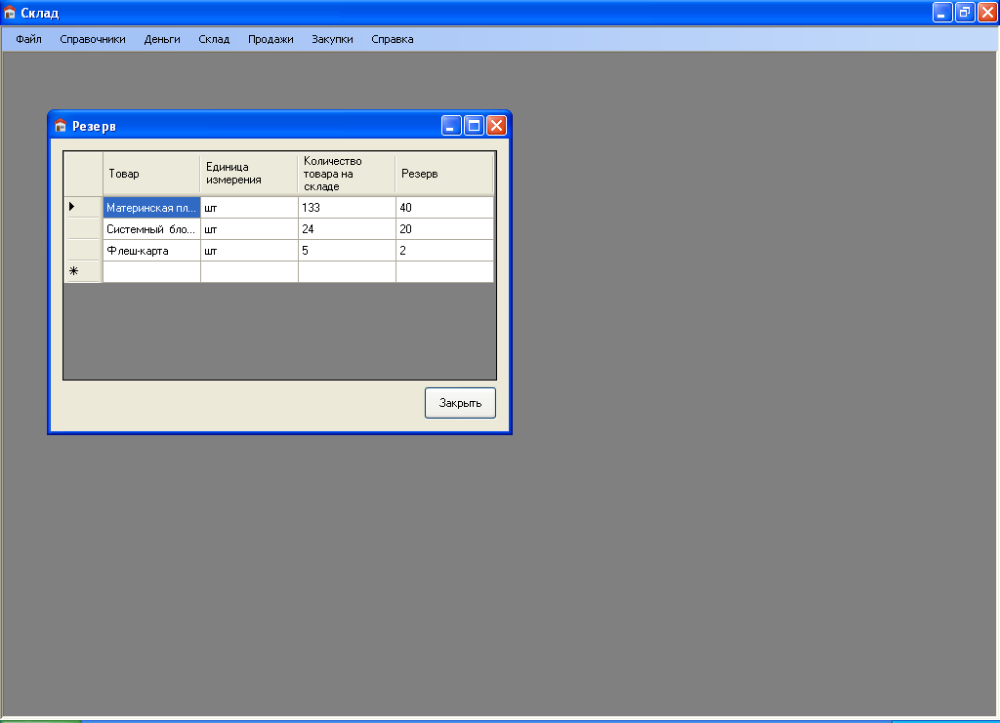 Склад
Файл Справочники Деньги Склад Продажи Закупки Справка
Резерв
Товар Единица измерения Количество товара на складе Резерв
Материнская пл... шт 133 40
Системный бло... шт 24 20
Флеш-карта шт 5 2
Закрыть